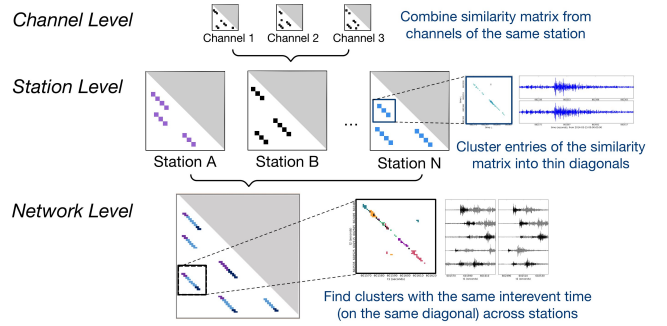 Channel Level
Channel 1 Channel 2 Channel 3
Combine similarity matrix from
channels of the same station
Station Level
...
Station A Station B Station N
Cluster entries of the similarity
matrix into thin diagonals
Network Level
Find clusters with the same interevent time
(on the same diagonal) across stations